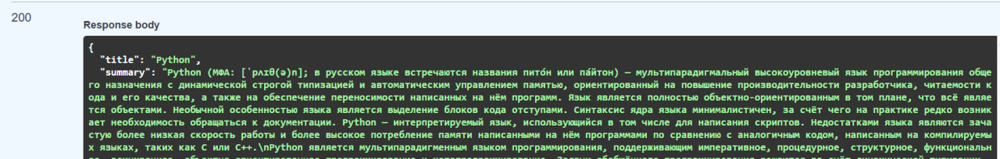 200
Response body
{
"title": "Python",
"summary": "Python (МФА: [ˈpʌɪθ(ə)n]; в русском языке встречаются названия пито́н или па́йтон) — мультипарадигмальный высокоуровневый язык программирования обще
го назначения с динамической строгой типизацией и автоматическим управлением памятью, ориентированный на повышение производительности разработчика, читаемости к
ода и его качества, а также на обеспечение переносимости написанных на нём программ. Язык является полностью объектно-ориентированным в том плане, что всё являе
тся объектами. Необычной особенностью языка является выделение блоков кода отступами. Синтаксис ядра языка минималистичен, за счёт чего на практике редко возник
ает необходимость обращаться к документации. Python — интерпретируемый язык, использующийся в том числе для написания скриптов. Недостатками языка являются зача
стую более низкая скорость работы и более высокое потребление памяти написанными на нём программами по сравнению с аналогичным кодом, написанным на компилируемы
х языках, таких как C или C++.\nPython является мультипарадигменным языком программирования, поддерживающим императивное, процедурное, структурное, функциональн